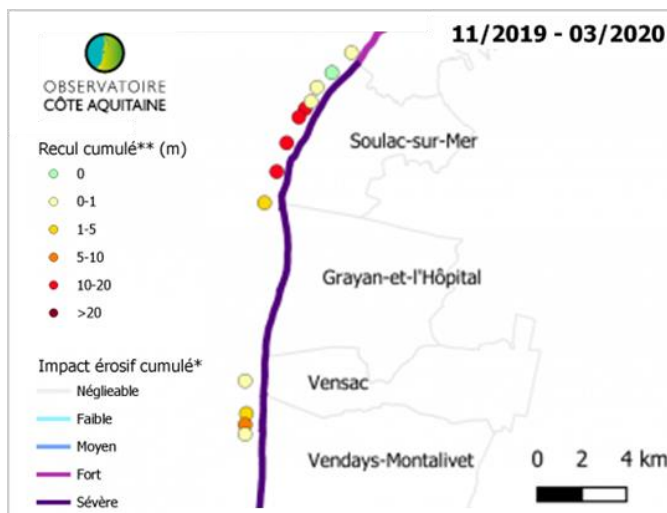 11/2019 - 03/2020
OBSERVATOIRE
CÔTE AQUITAINE
Recul cumulé** (m)
0
0-1
1-5
5-10
10-20
>20
Soulac-sur-Mer
Grayan-et-l'Hôpital
Vensac
Vendays-Montalivet
Impact érosif cumulé*
Néglieable
Faible
Moyen
Fort
Sévère
0 2 4 km